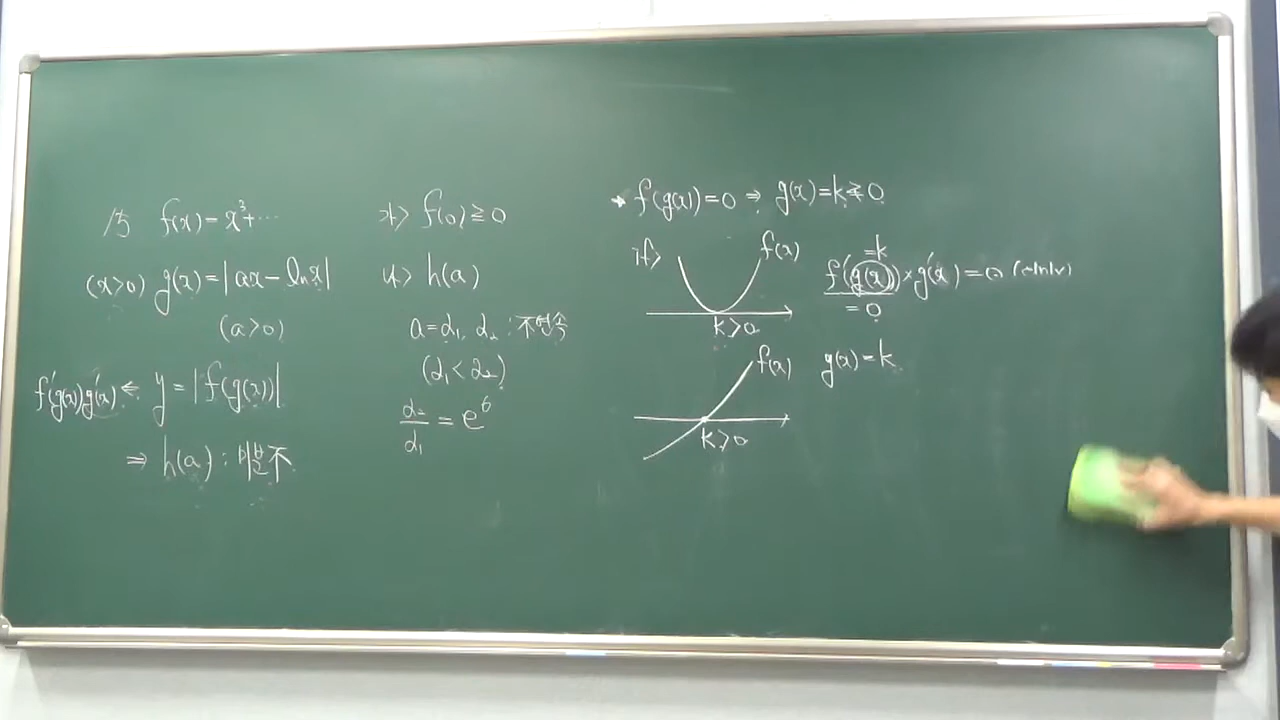 f(x)=x³+⋯
(x>0) g(x)=|ax-ln x|
(a>0)
f'(g(x))g'(x) ← y=|f(g(x))|
⇒ h(a) : 미분不
가> f(0)≧0
나> h(a)
a=α₁, α₂ : 不연속
(α₁<α₂)
α₂/α₁ = e⁶
* f(g(x))=0 ⇒ g(x)=k≧0
if> f(x)
k>0
=k
f'(g(x))×g'(x)=0
=0
f(x) g(x)=k
k>0